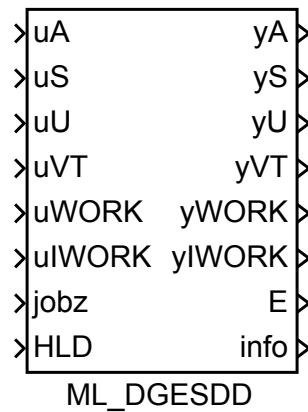 uA yA
uS yS
uU yU
uVT yVT
uWORK yWORK
uIWORK yIWORK
jobz E
HLD info
ML_DGESDD